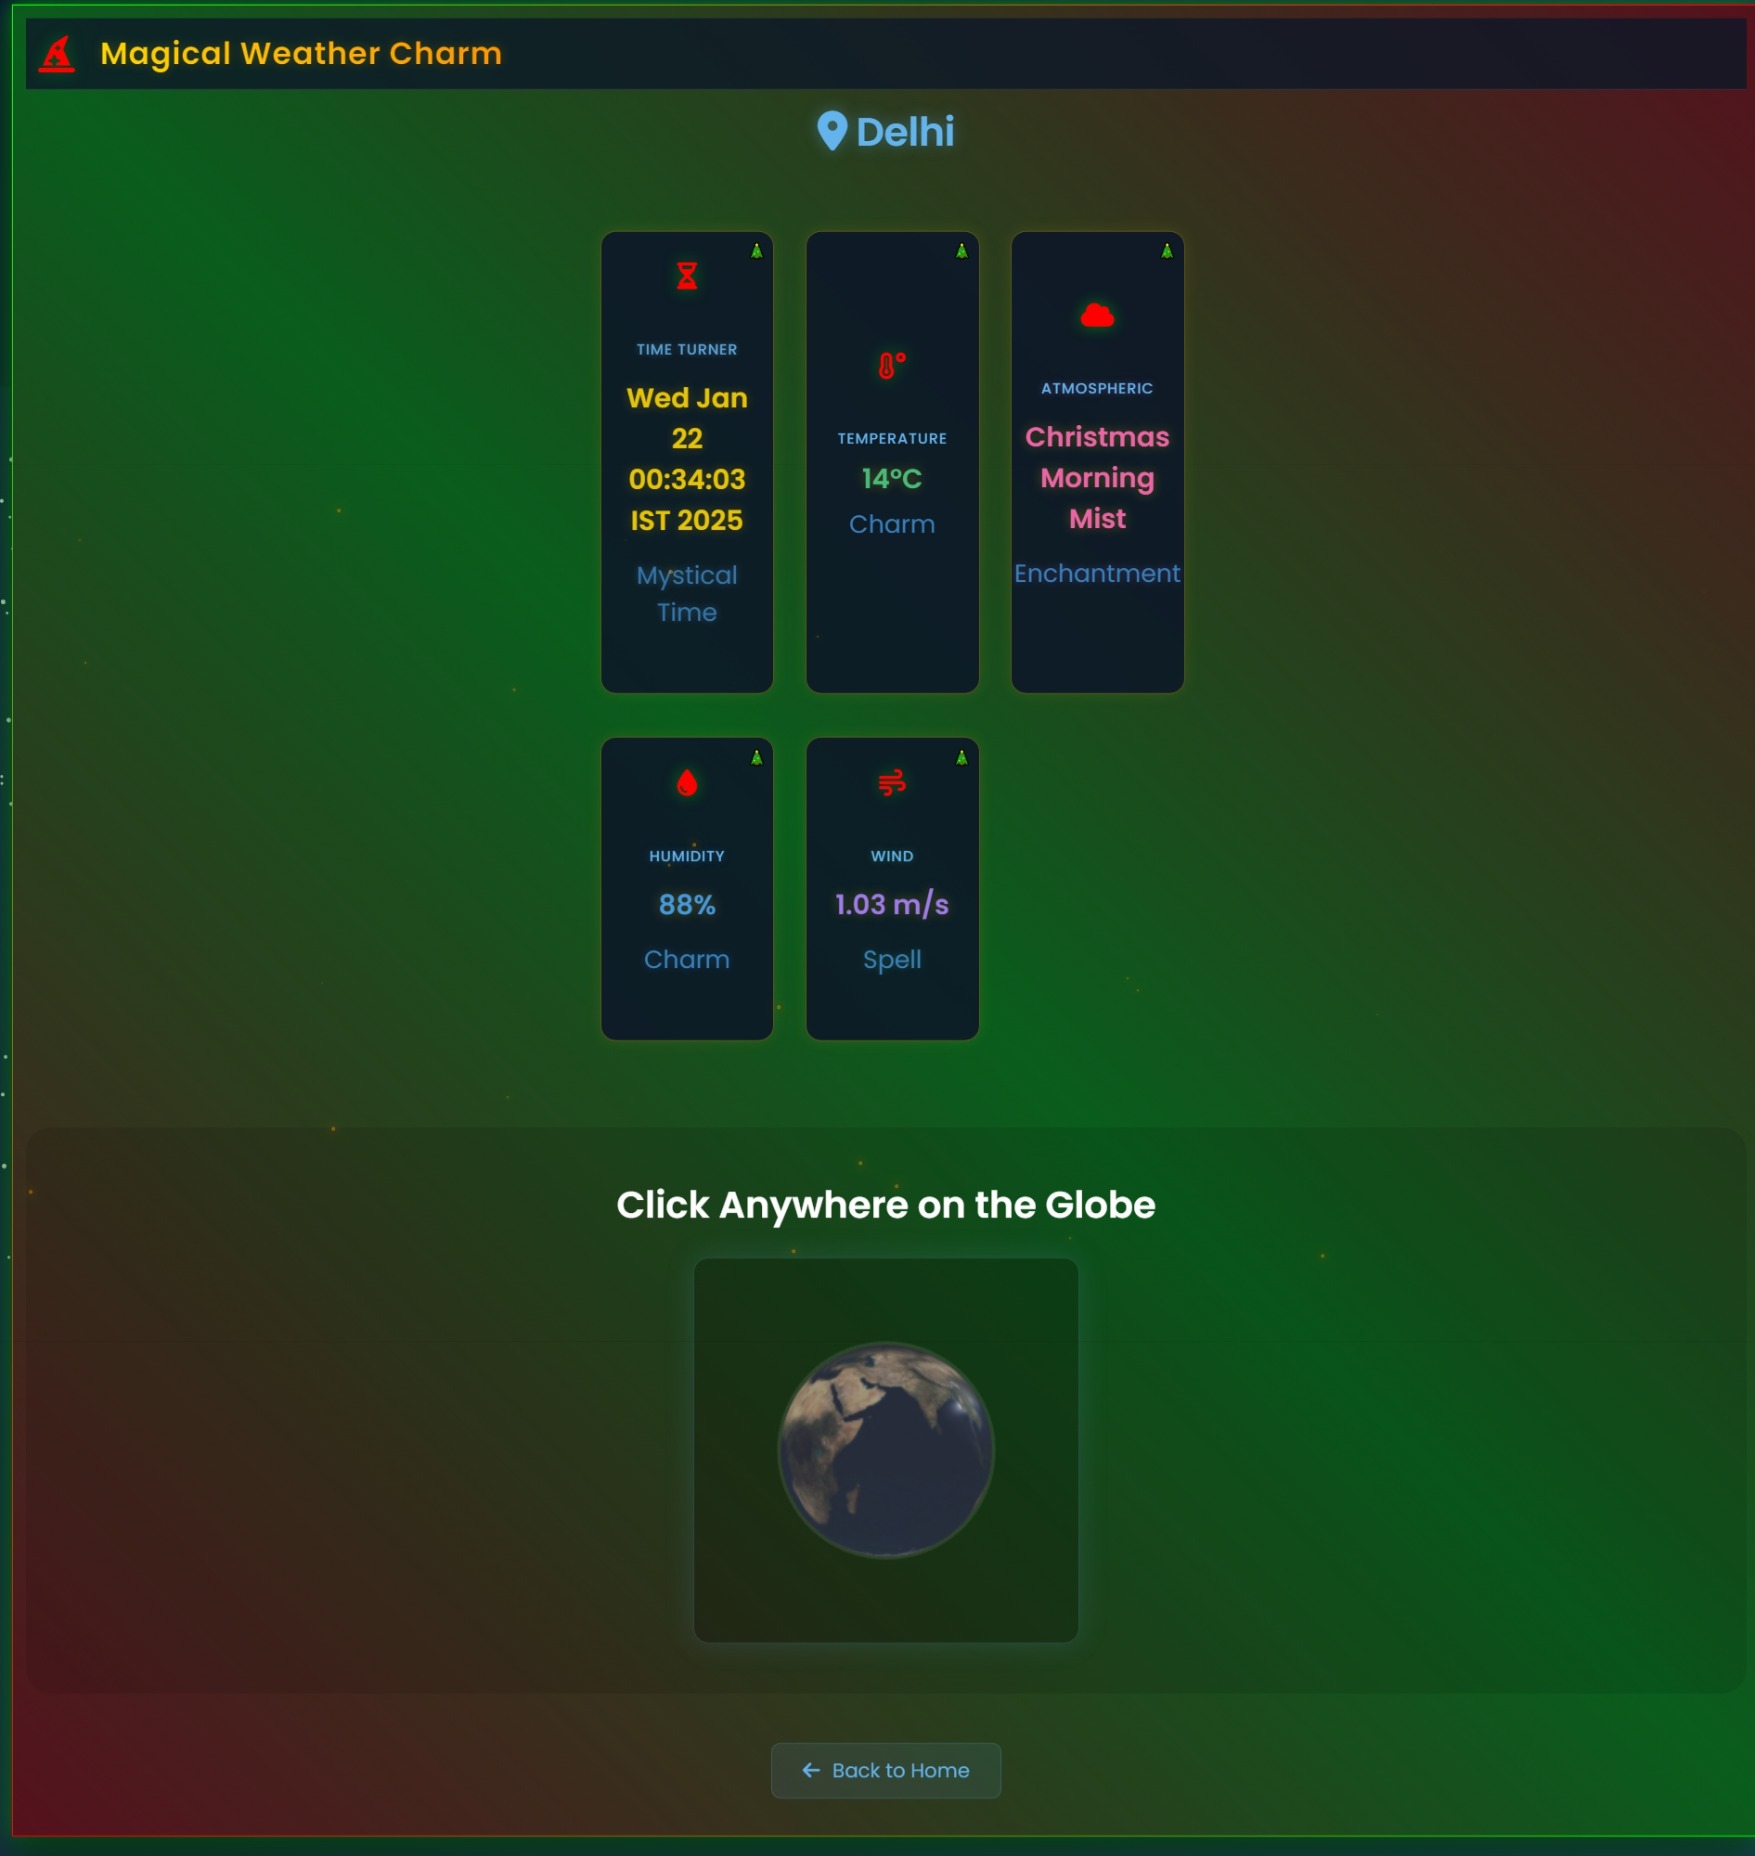 Magical Weather Charm
Delhi
TIME TURNER
Wed Jan
22
00:34:03
IST 2025
Mystical
Time
TEMPERATURE
14°C
Charm
ATMOSPHERIC
Christmas
Morning
Mist
Enchantment
HUMIDITY
88%
Charm
WIND
1.03 m/s
Spell
Click Anywhere on the Globe
Back to Home